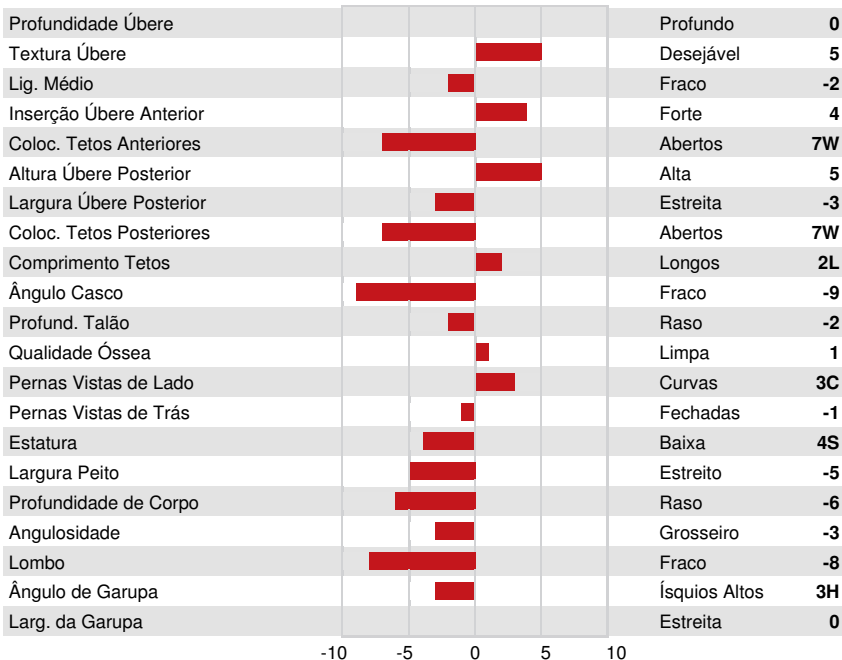 Profundidade Úbere Profundo 0
Textura Úbere Desejável 5
Lig. Médio Fraco -2
Inserção Úbere Anterior Forte 4
Coloc. Tetos Anteriores Abertos 7W
Altura Úbere Posterior Alta 5
Largura Úbere Posterior Estreita -3
Coloc. Tetos Posteriores Abertos 7W
Comprimento Tetos Longos 2L
Ângulo Casco Fraco -9
Profund. Talão Raso -2
Qualidade Óssea Limpa 1
Pernas Vistas de Lado Curvas 3C
Pernas Vistas de Trás Fechadas -1
Estatura Baixa 4S
Largura Peito Estreito -5
Profundidade de Corpo Raso -6
Angulosidade Grosseiro -3
Lombo Fraco -8
Ângulo de Garupa Ísquios Altos 3H
Larg. da Garupa Estreita 0
-10 -5 0 5 10